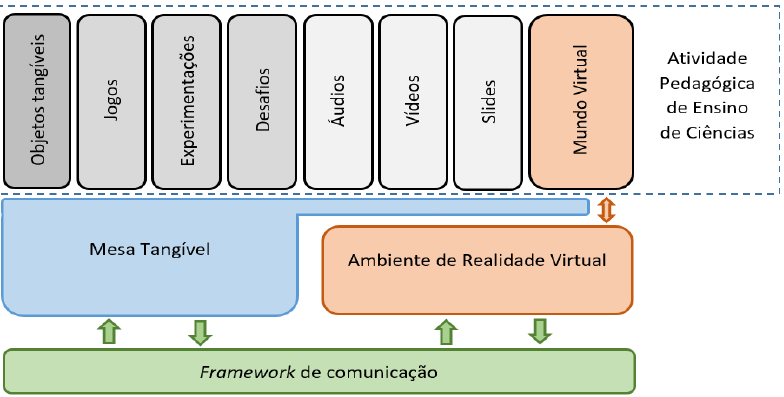 Objetos tangíveis
Jogos
Experimentações
Desafios
Áudios
Vídeos
Slides
Mundo Virtual
Atividade
Pedagógica
de Ensino
de Ciências
Mesa Tangível
Ambiente de Realidade Virtual
Framework de comunicação